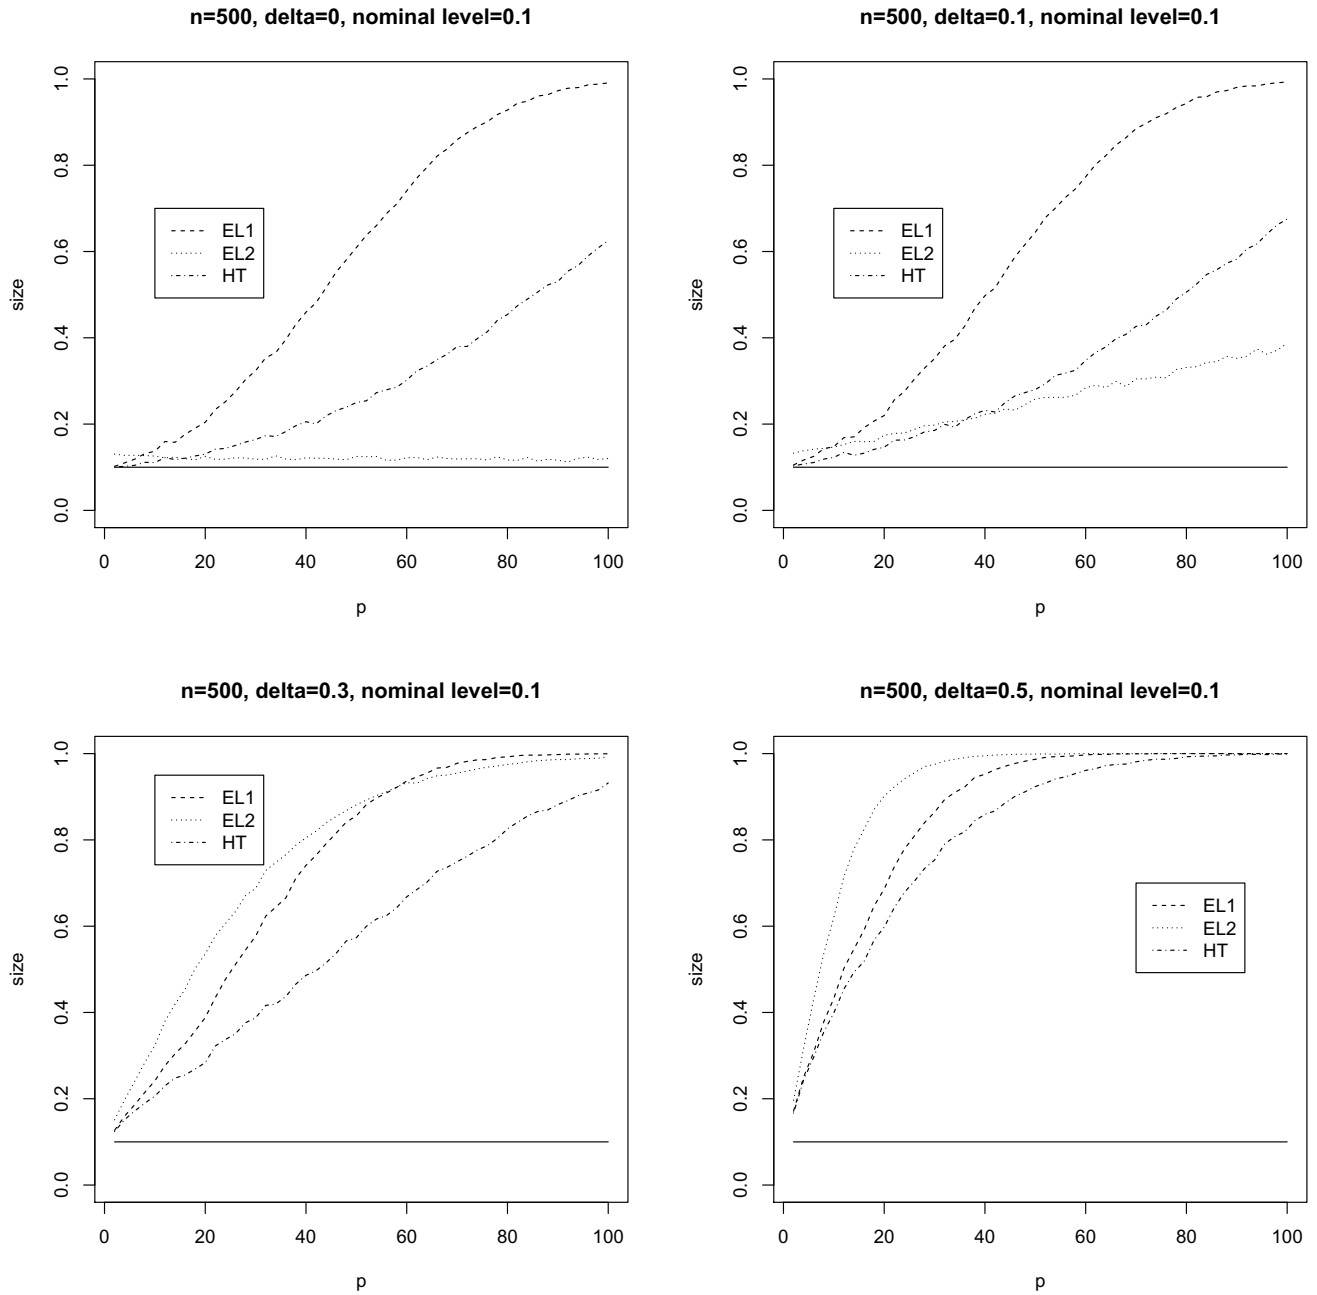 n=500, delta=0, nominal level=0.1
size
1.0
0.8
0.6
0.4
0.2
0.0
EL1
EL2
HT
0 20 40 60 80 100
p
n=500, delta=0.1, nominal level=0.1
size
1.0
0.8
0.6
0.4
0.2
0.0
EL1
EL2
HT
0 20 40 60 80 100
p
n=500, delta=0.3, nominal level=0.1
size
1.0
0.8
0.6
0.4
0.2
0.0
EL1
EL2
HT
0 20 40 60 80 100
p
n=500, delta=0.5, nominal level=0.1
size
1.0
0.8
0.6
0.4
0.2
0.0
EL1
EL2
HT
0 20 40 60 80 100
p